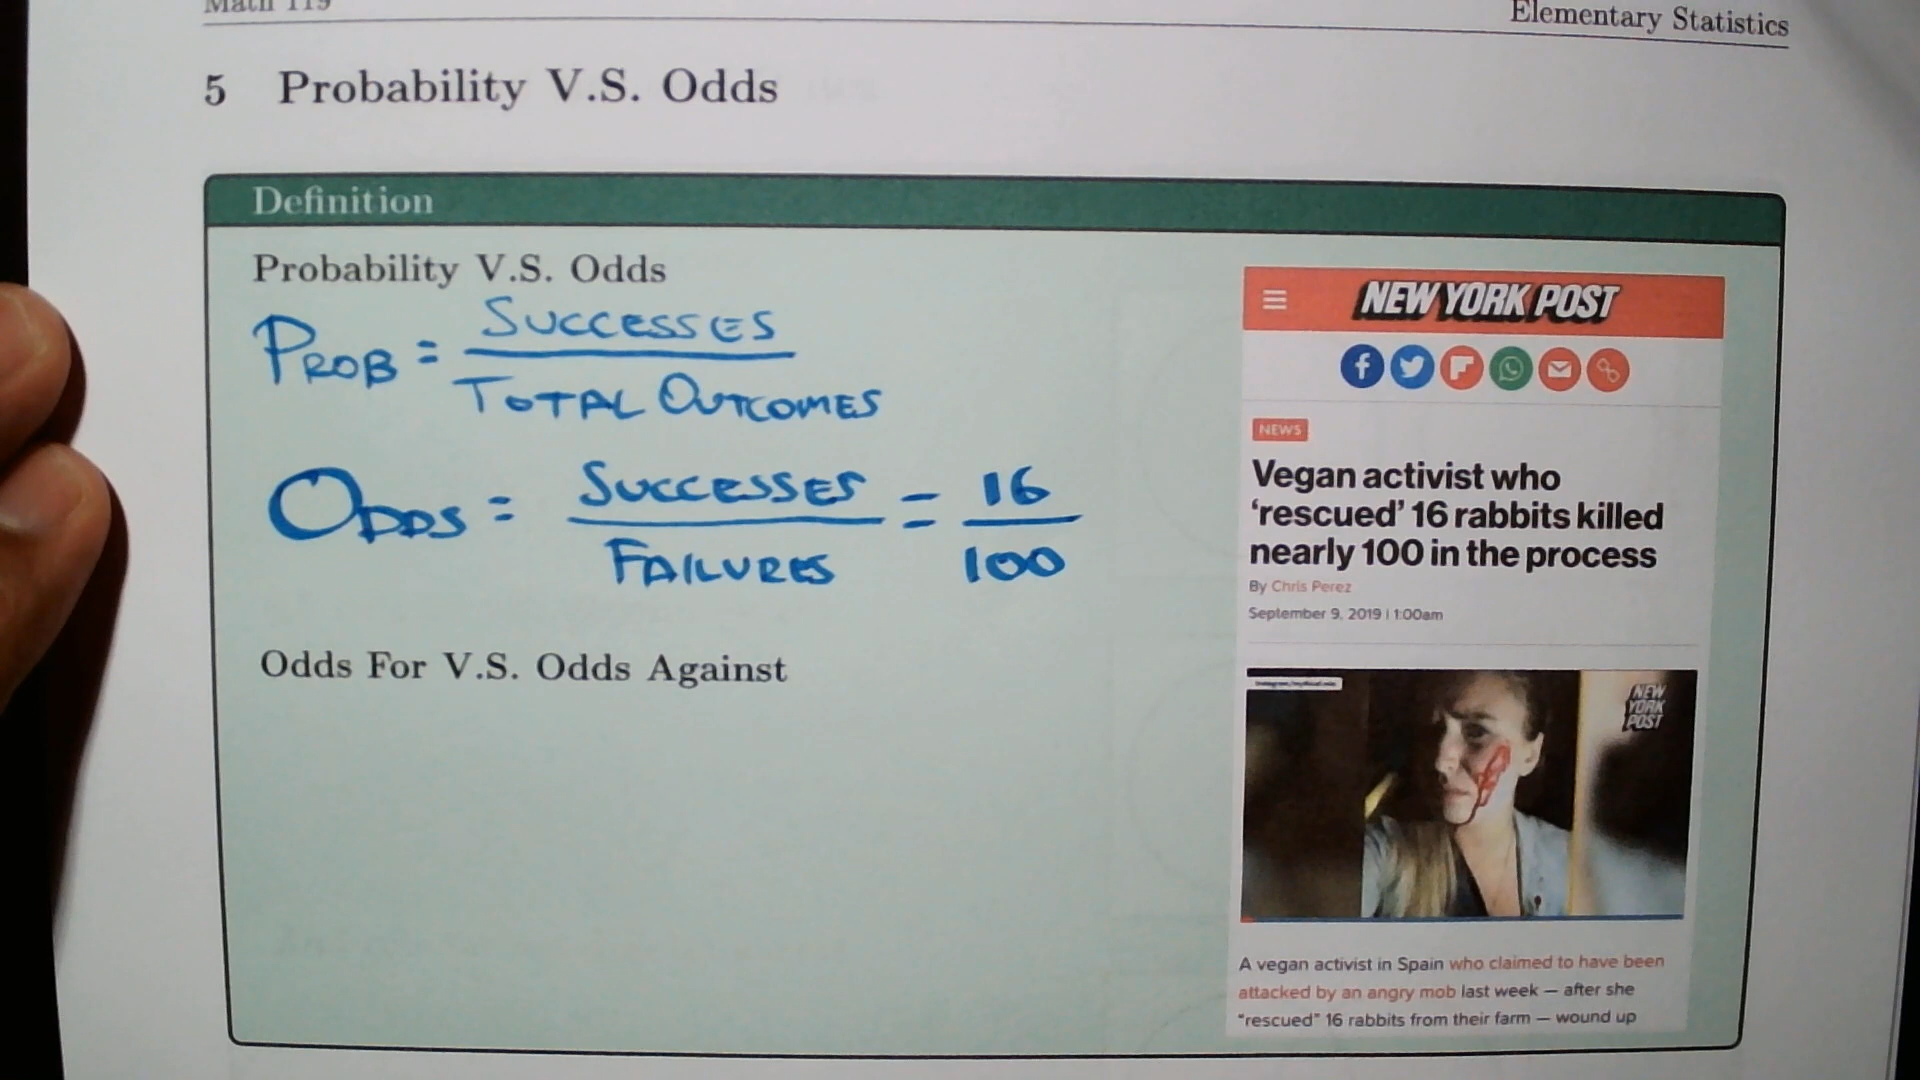 Math 119
Elementary Statistics
5 Probability V.S. Odds
Definition
Probability V.S. Odds
PROB = SUCCESSES
TOTAL OUTCOMES
ODDS = SUCCESSES = 16
FAILURES 100
Odds For V.S. Odds Against
NEW YORK POST
NEWS
Vegan activist who
‘rescued’ 16 rabbits killed
nearly 100 in the process
By Chris Perez
September 9, 2019 | 1:00am
NEW
YORK
POST
A vegan activist in Spain who claimed to have been
attacked by an angry mob last week — after she
“rescued” 16 rabbits from their farm — wound up